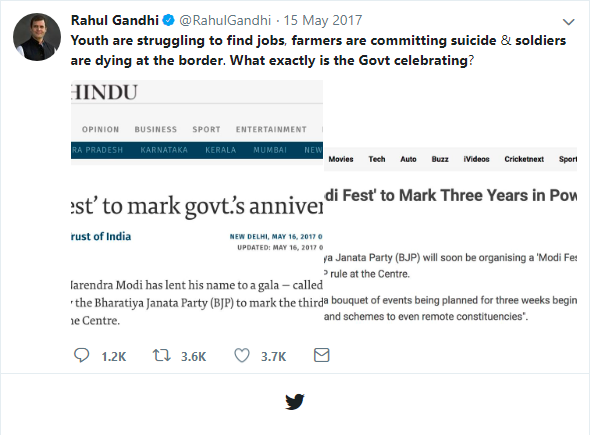 Rahul Gandhi @RahulGandhi · 15 May 2017
Youth are struggling to find jobs, farmers are committing suicide & soldiers
are dying at the border. What exactly is the Govt celebrating?
HINDU
OPINION BUSINESS SPORT ENTERTAINMENT
RA PRADESH KARNATAKA KERALA MUMBAI NEW
est' to mark govt.'s anniver
rust of India
NEW DELHI, MAY 16, 2017 0
UPDATED: MAY 16, 2017 0
Narendra Modi has lent his name to a gala — called
the Bharatiya Janata Party (BJP) to mark the third
he Centre.
Movies Tech Auto Buzz iVideos Cricketnext Sport
di Fest' to Mark Three Years in Pow
ya Janata Party (BJP) will soon be organising a 'Modi Fes
P rule at the Centre.
a bouquet of events being planned for three weeks begin
and schemes to even remote constituencies".
1.2K 3.6K 3.7K